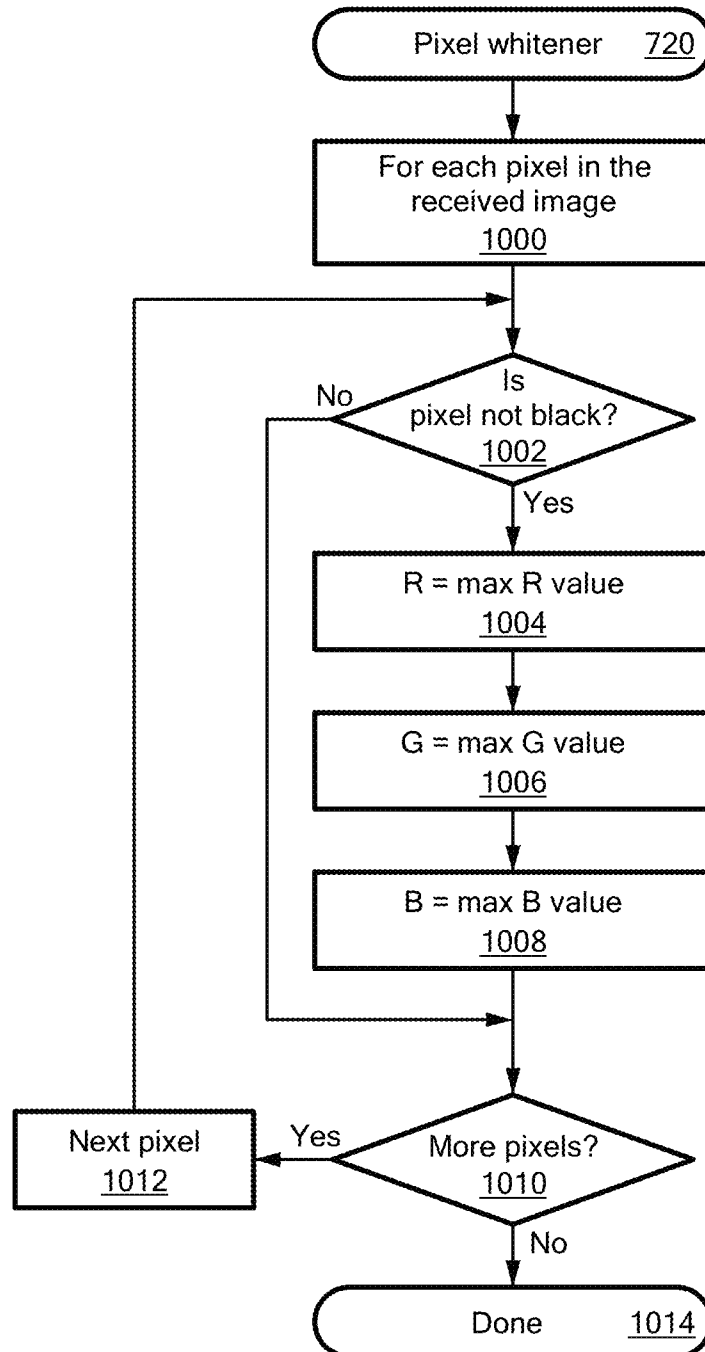 Pixel whitener 720
For each pixel in the
received image
1000
Is
pixel not black?
1002
No
Yes
R = max R value
1004
G = max G value
1006
B = max B value
1008
Next pixel
1012
Yes
More pixels?
1010
No
Done 1014